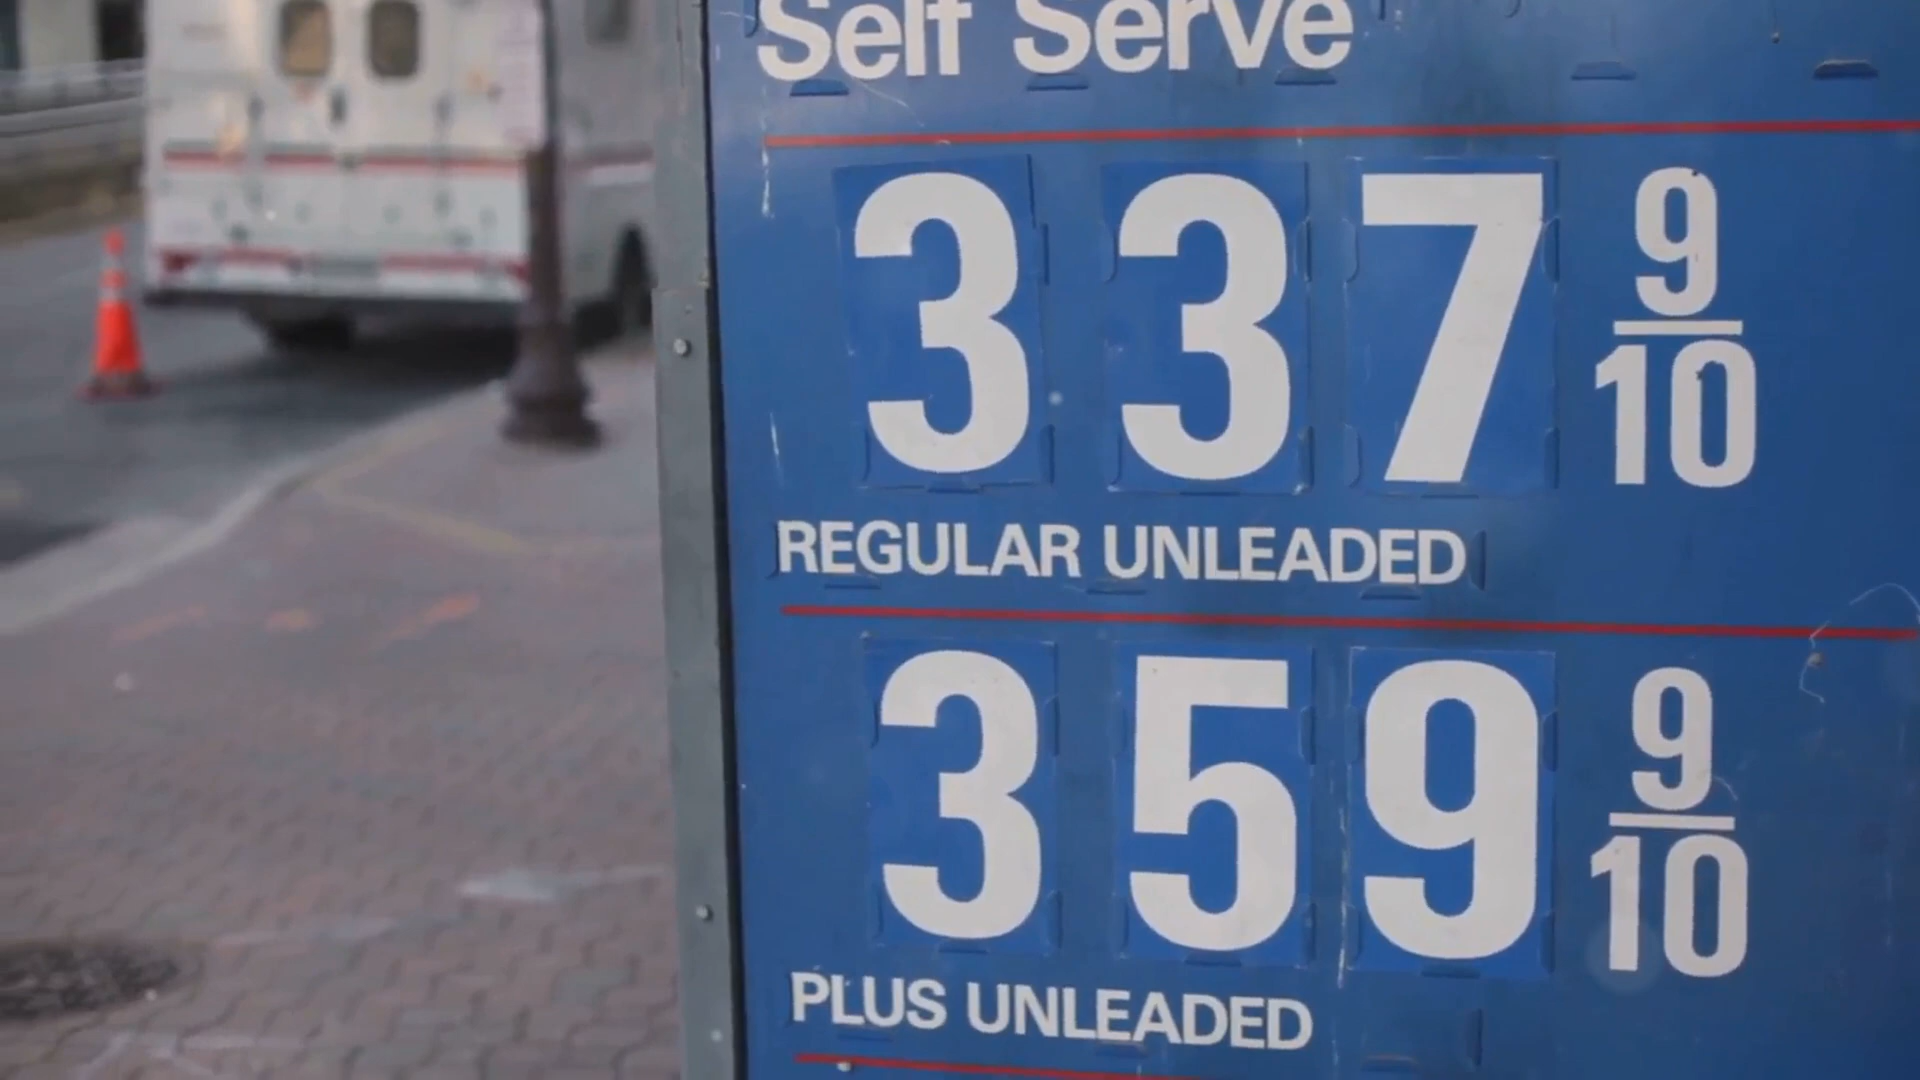 Self Serve
337 9/10
REGULAR UNLEADED
359 9/10
PLUS UNLEADED